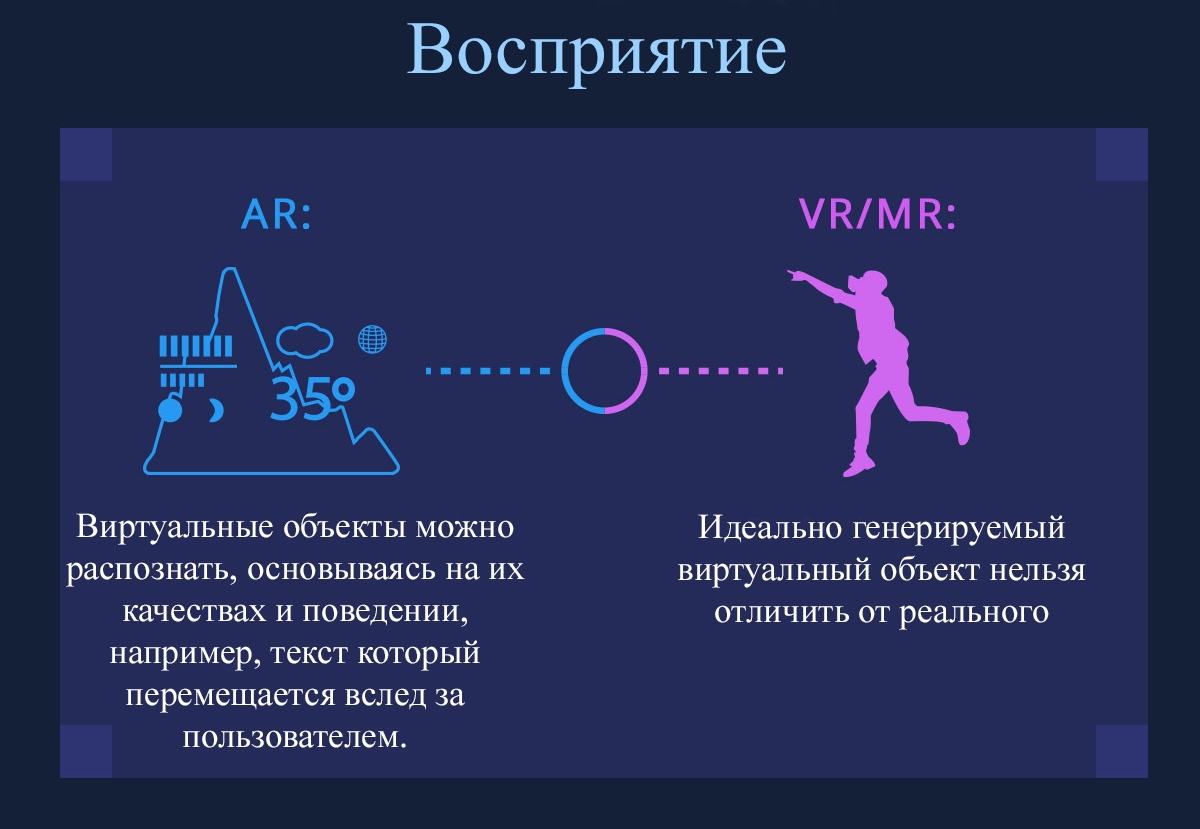 Восприятие
AR:
35°
Виртуальные объекты можно
распознать, основываясь на их
качествах и поведении,
например, текст который
перемещается вслед за
пользователем.
VR/MR:
Идеально генерируемый
виртуальный объект нельзя
отличить от реального